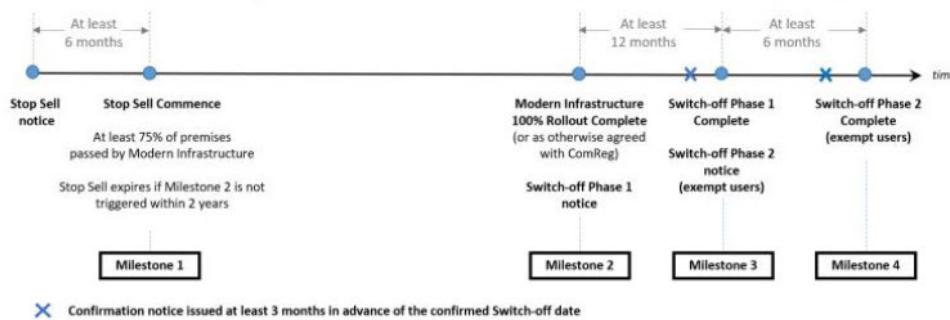 At least
6 months
At least
12 months
At least
6 months
Stop Sell
notice
Stop Sell Commence
At least 75% of premises
passed by Modern Infrastructure
Stop Sell expires if Milestone 2 is not
triggered within 2 years
Modern Infrastructure
100% Rollout Complete
(or as otherwise agreed
with ComReg)
Switch-off Phase 1
notice
Switch-off Phase 1
Complete
Switch-off Phase 2
notice
(exempt users)
Switch-off Phase 2
Complete
(exempt users)
Milestone 1
Milestone 2
Milestone 3
Milestone 4
Confirmation notice issued at least 3 months in advance of the confirmed Switch-off date